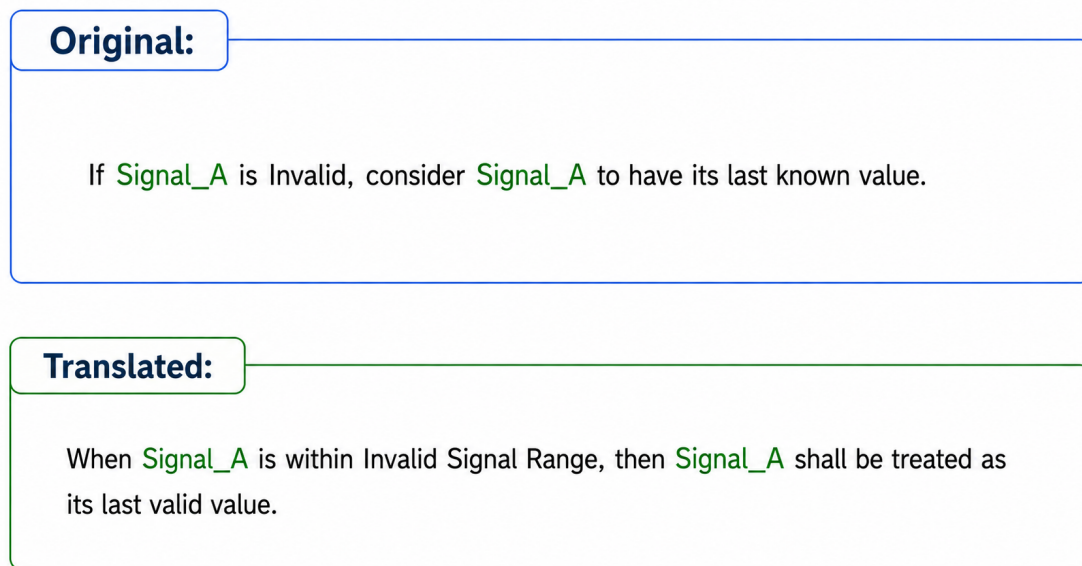 Original:
If Signal_A is Invalid, consider Signal_A to have its last known value.
Translated:
When Signal_A is within Invalid Signal Range, then Signal_A shall be treated as
its last valid value.